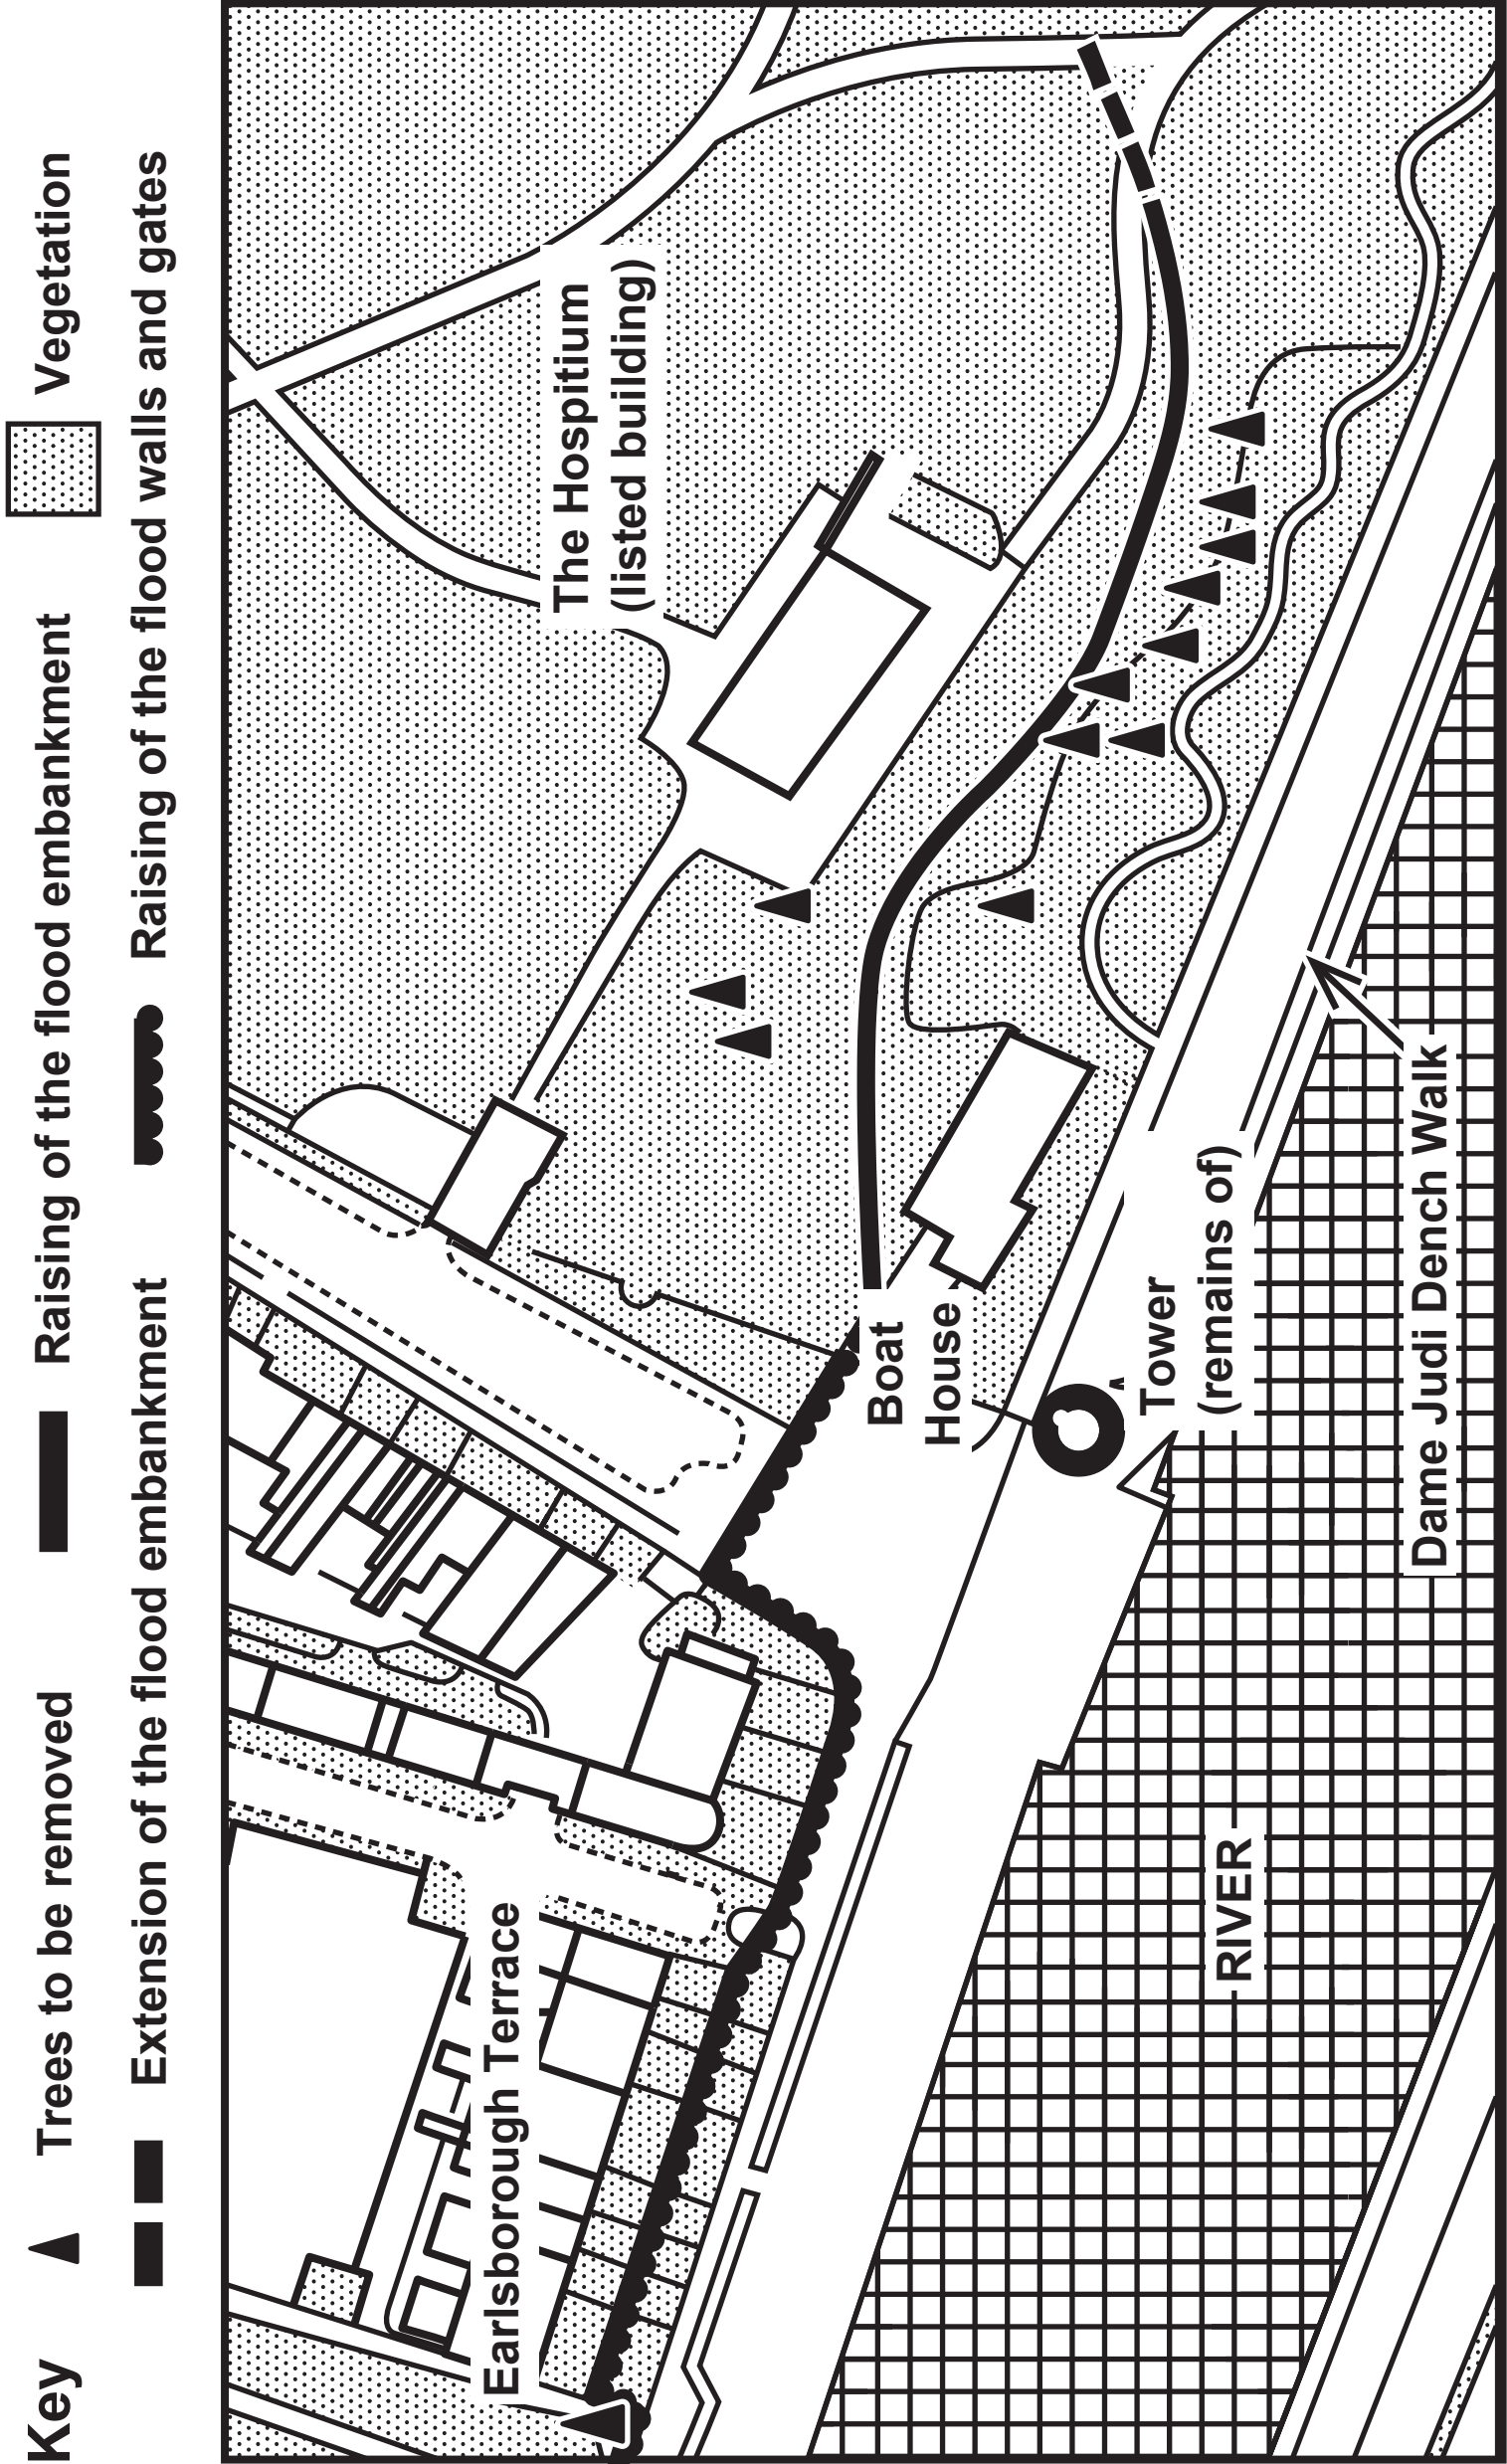 Key
Trees to be removed
Raising of the flood embankment
Vegetation
Extension of the flood embankment
Raising of the flood walls and gates
The Hospitium
(listed building)
Earlsborough Terrace
Boat
House
Tower
(remains of)
RIVER
Dame Judi Dench Walk